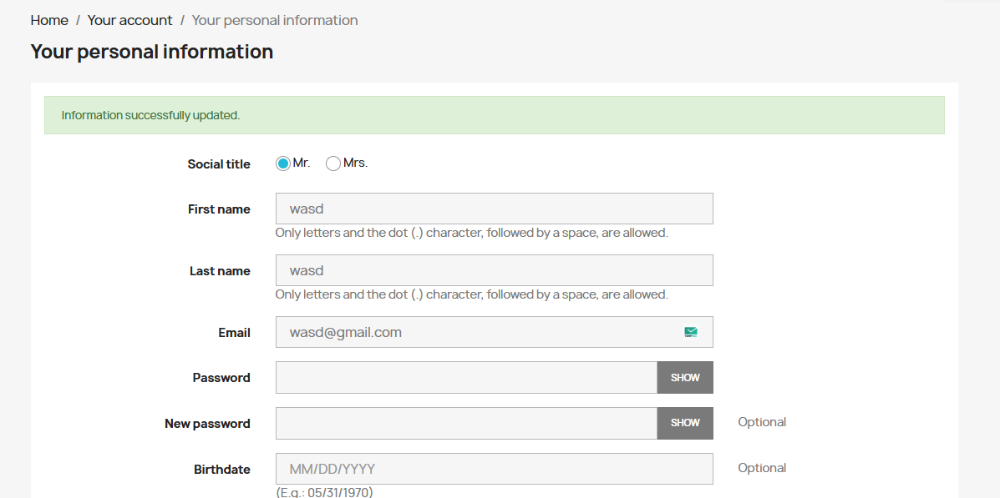 Home / Your account / Your personal information
Your personal information
Information successfully updated.
Social title Mr. Mrs.
First name wasd
Only letters and the dot (.) character, followed by a space, are allowed.
Last name wasd
Only letters and the dot (.) character, followed by a space, are allowed.
Email wasd@gmail.com
Password SHOW
New password SHOW Optional
Birthdate MM/DD/YYYY Optional
(E.g.: 05/31/1970)